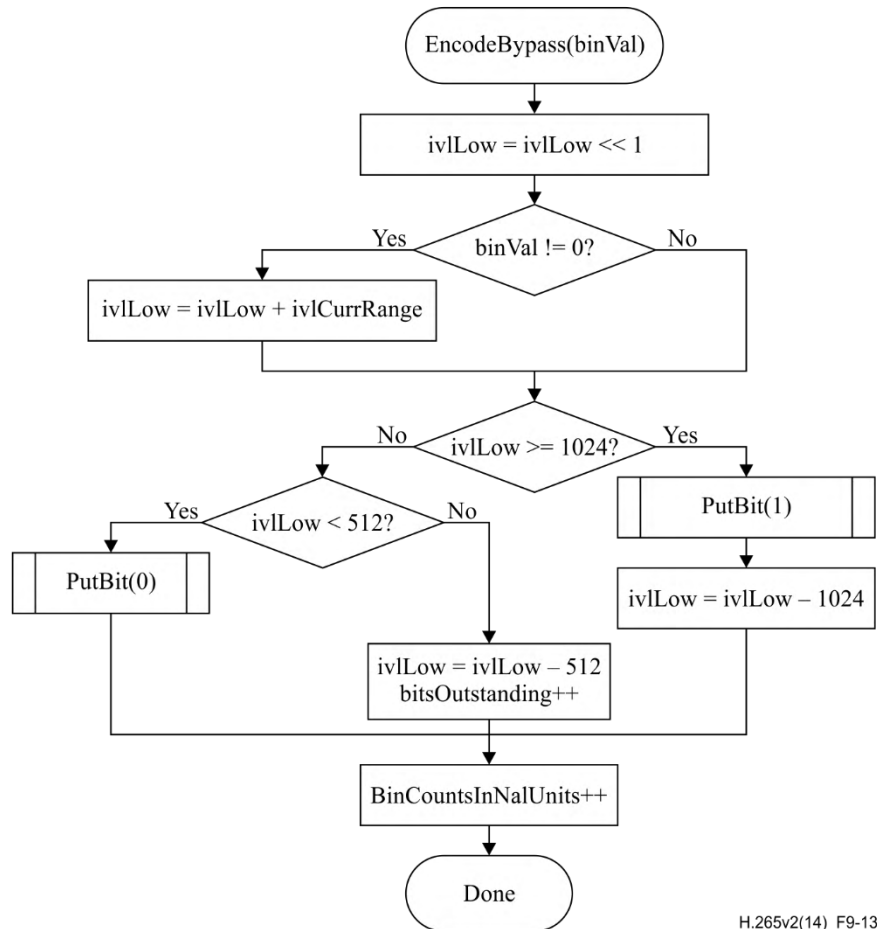 EncodeBypass(binVal)
ivlLow = ivlLow << 1
Yes
binVal != 0?
No
ivlLow = ivlLow + ivlCurrRange
No
ivlLow >= 1024?
Yes
Yes
ivlLow < 512?
No
PutBit(1)
PutBit(0)
ivlLow = ivlLow – 1024
ivlLow = ivlLow – 512
bitsOutstanding++
BinCountsInNalUnits++
Done
H.265v2(14)_F9-13